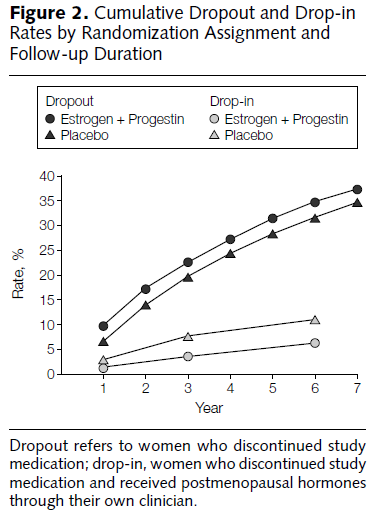 Figure 2. Cumulative Dropout and Drop-in
Rates by Randomization Assignment and
Follow-up Duration
Dropout
Estrogen + Progestin
Placebo
Drop-in
Estrogen + Progestin
Placebo
40
35
30
25
20
15
10
5
0
Rate, %
1 2 3 4 5 6 7
Year
Dropout refers to women who discontinued study
medication; drop-in, women who discontinued study
medication and received postmenopausal hormones
through their own clinician.